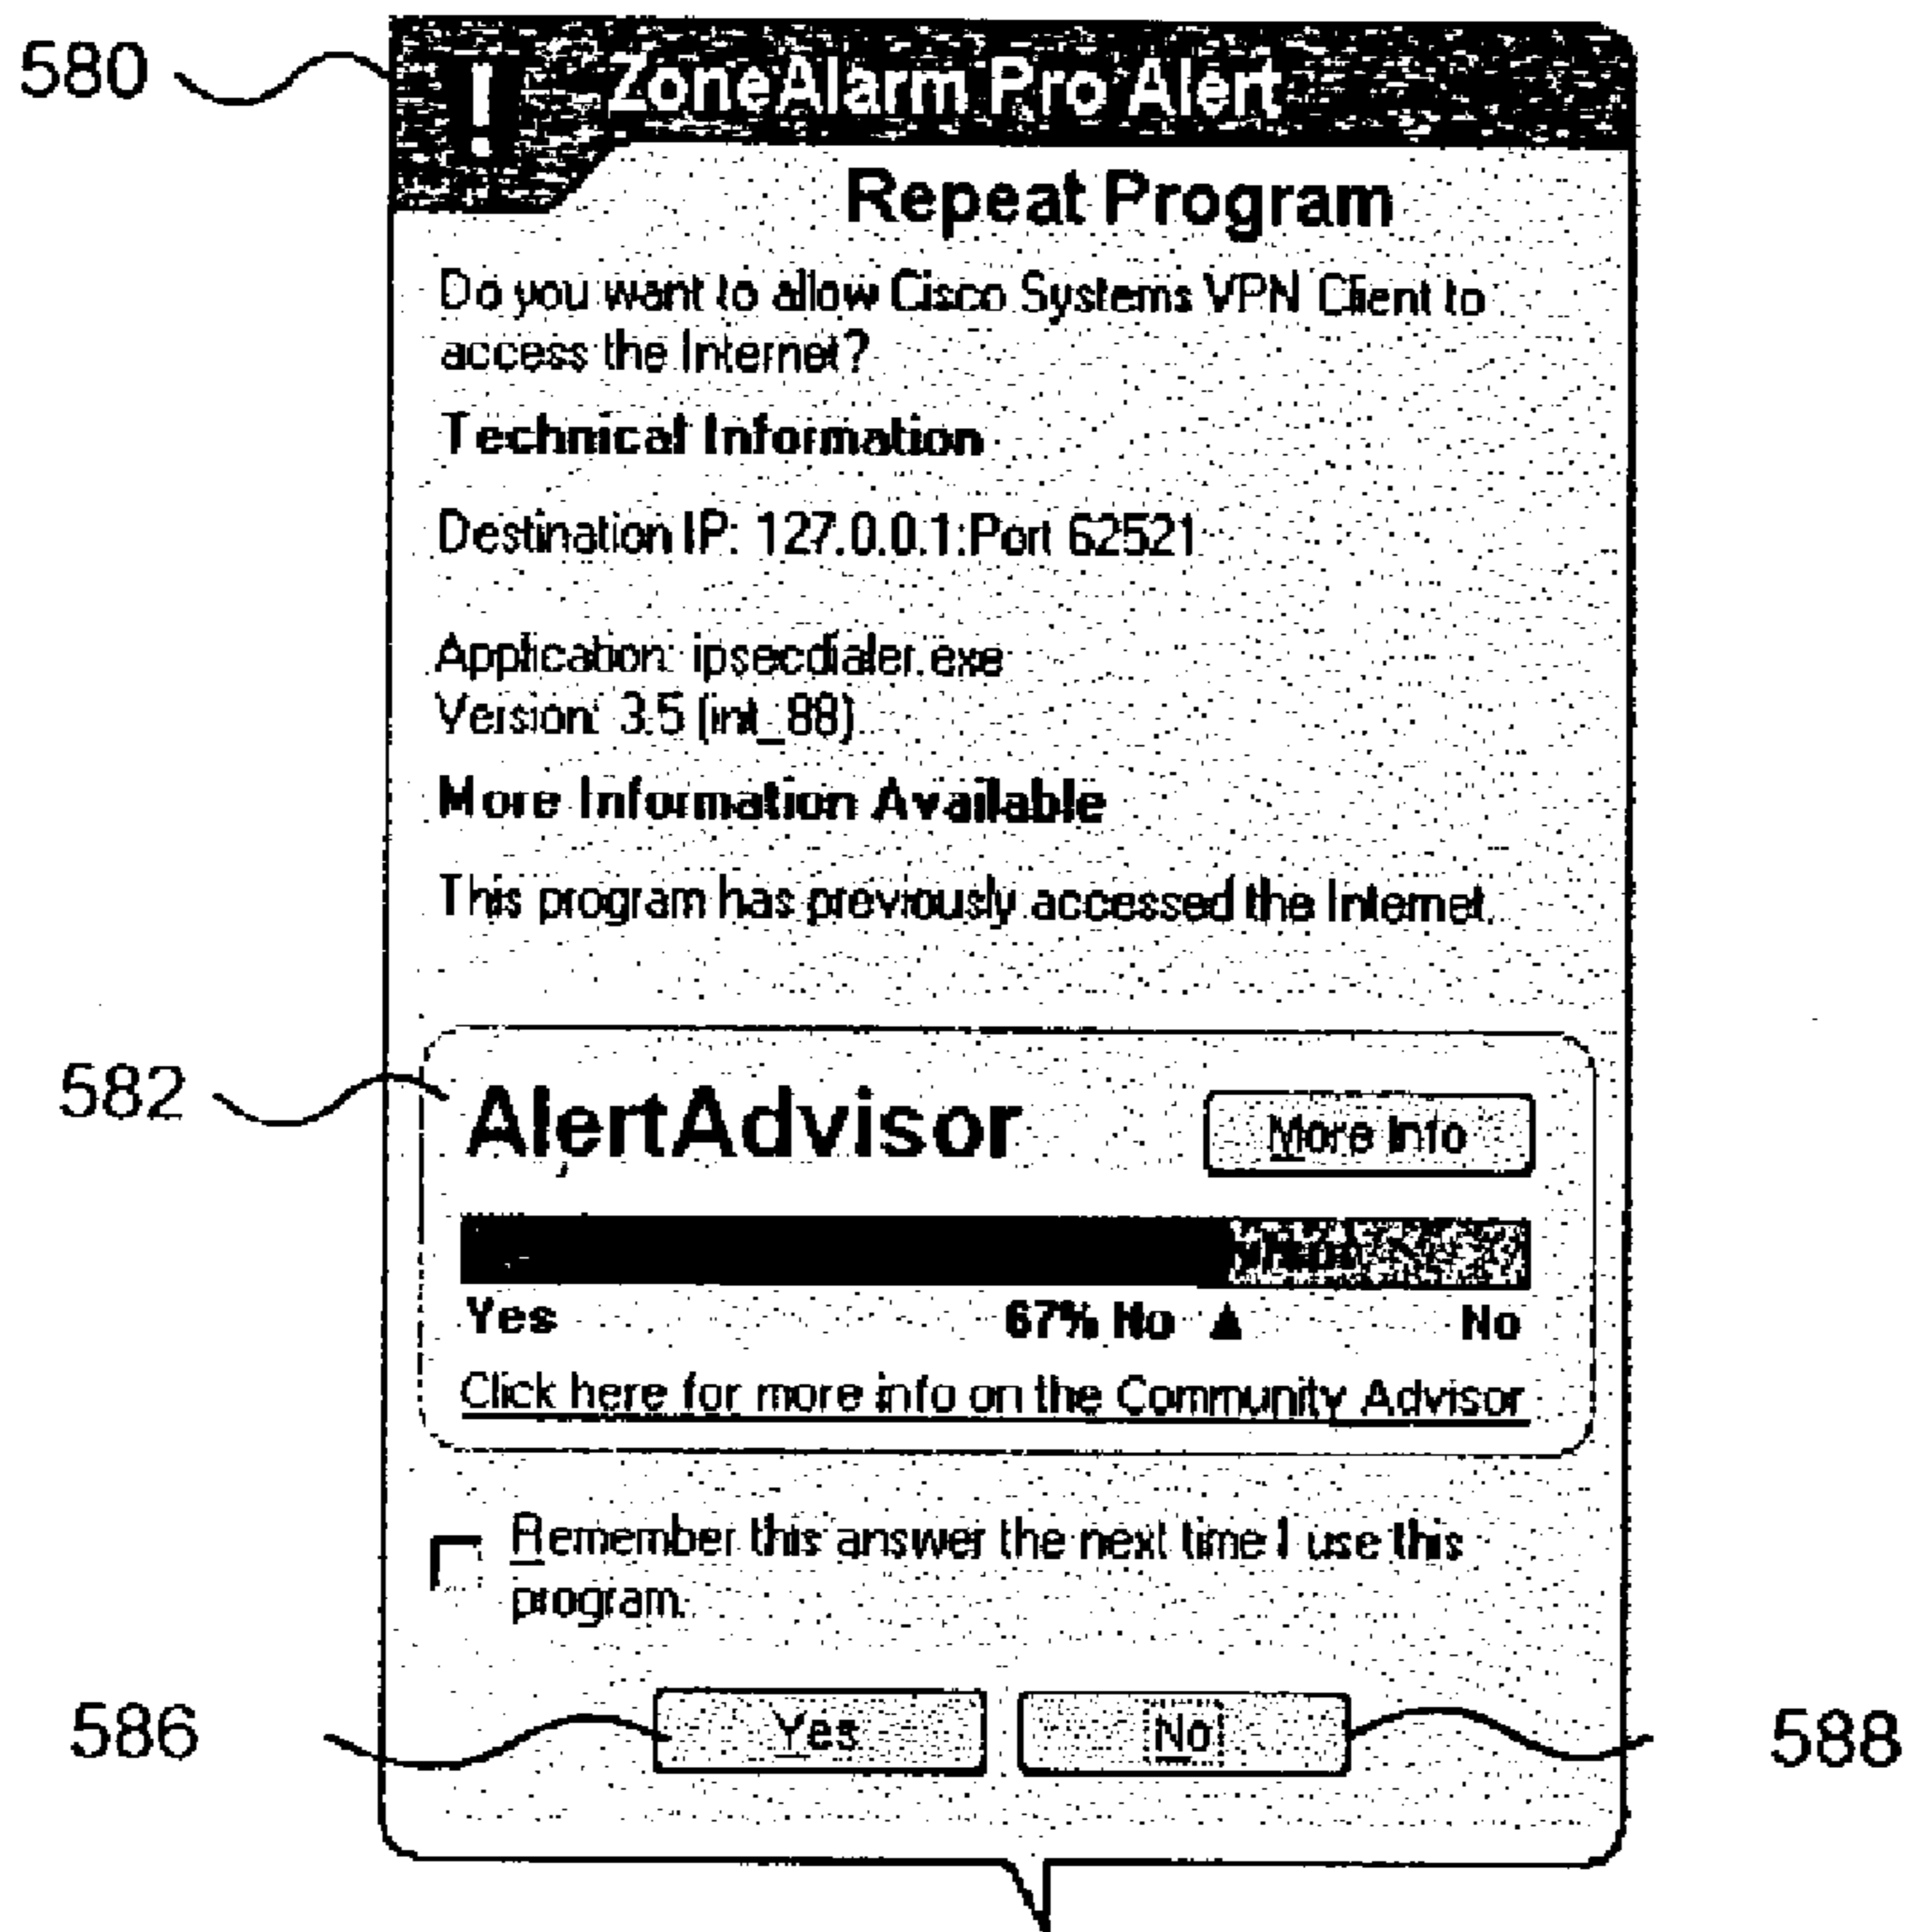 580
! ZoneAlarm Pro Alert
Repeat Program
Do you want to allow Cisco Systems VPN Client to
access the Internet?
Technical Information
Destination IP: 127.0.0.1:Port 62521
Application: ipsecdialer.exe
Version: 3.5 (int_88)
More Information Available
This program has previously accessed the Internet.
582
AlertAdvisor
More Info
Yes 67% No ▲ No
Click here for more info on the Community Advisor
Remember this answer the next time I use this
program.
586
Yes
No
588